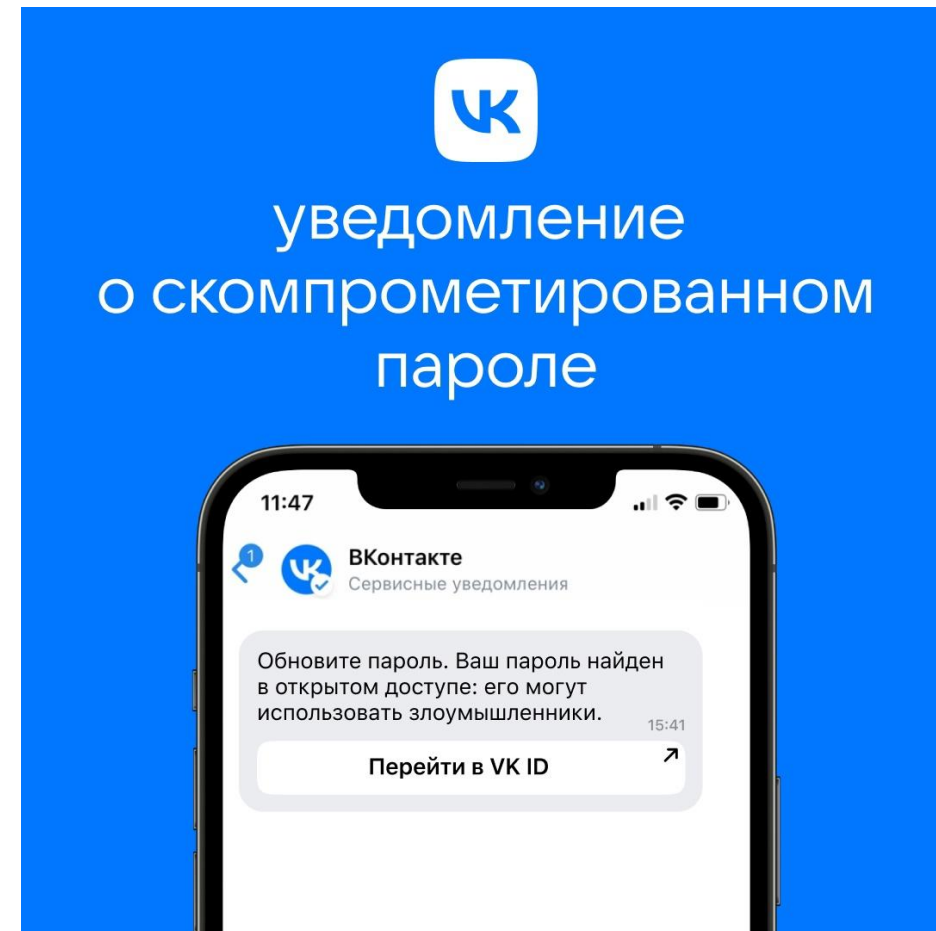 VK
уведомление
о скомпрометированном
пароле
11:47
1
VK
ВКонтакте
Сервисные уведомления
Обновите пароль. Ваш пароль найден
в открытом доступе: его могут
использовать злоумышленники.
15:41
Перейти в VK ID